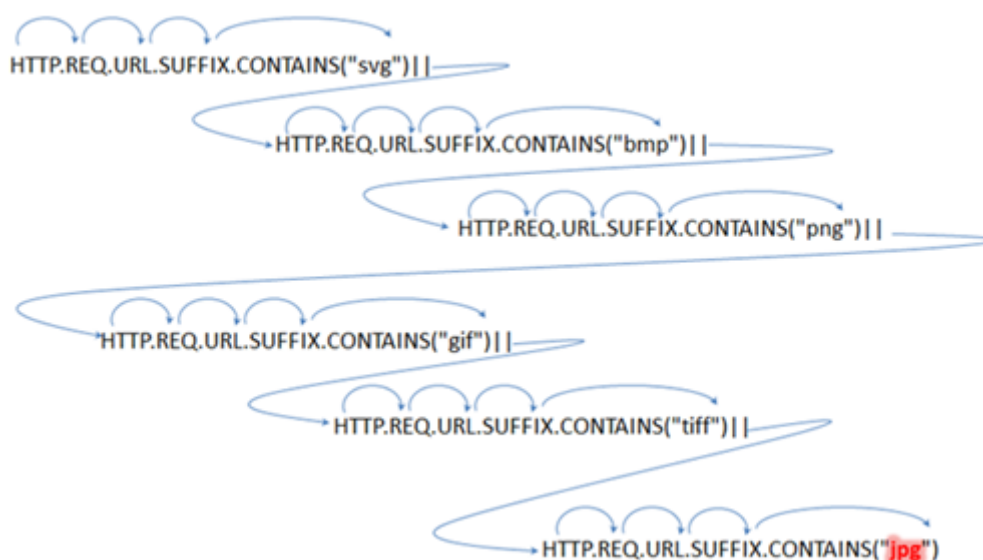 HTTP.REQ.URL.SUFFIX.CONTAINS("svg")||
HTTP.REQ.URL.SUFFIX.CONTAINS("bmp")||
HTTP.REQ.URL.SUFFIX.CONTAINS("png")||
HTTP.REQ.URL.SUFFIX.CONTAINS("gif")||
HTTP.REQ.URL.SUFFIX.CONTAINS("tiff")||
HTTP.REQ.URL.SUFFIX.CONTAINS("jpg")